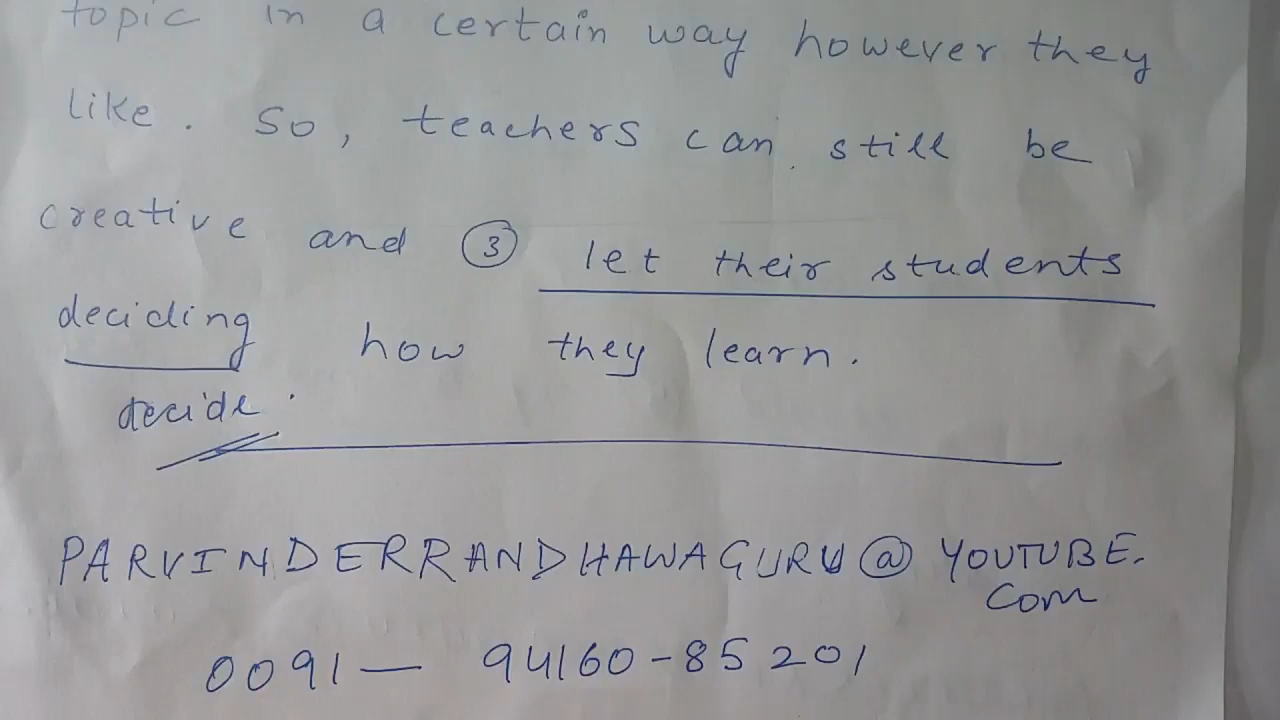 topic in a certain way however they
like. So, teachers can still be
creative and ③ let their students
deciding how they learn.
decide.
PARVINDERRANDHAWAGURU@YOUTUBE.
com
0091— 94160-85201